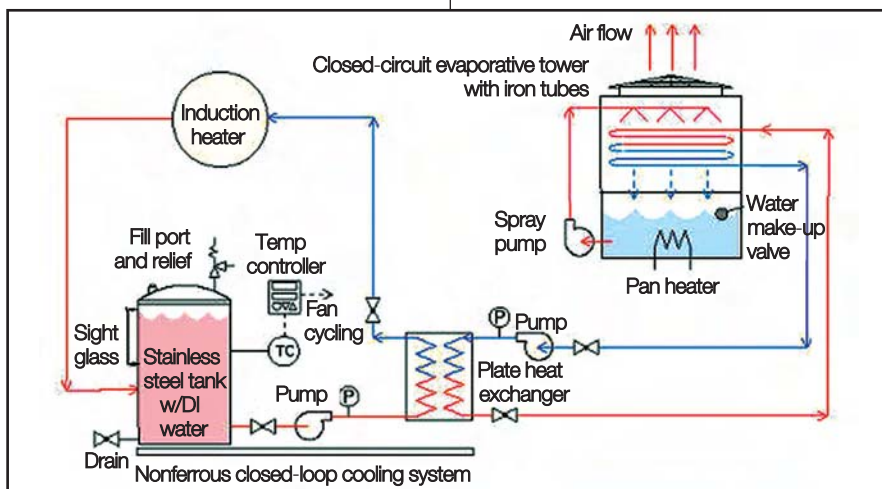 Air flow
Closed-circuit evaporative tower
with iron tubes
Induction
heater
Spray
pump
Water
make-up
valve
Pan heater
Fill port
and relief
Temp
controller
Fan
cycling
Sight
glass
TC
Stainless
steel tank
w/DI
water
P
Pump
Plate heat
exchanger
Pump
P
Drain
Nonferrous closed-loop cooling system